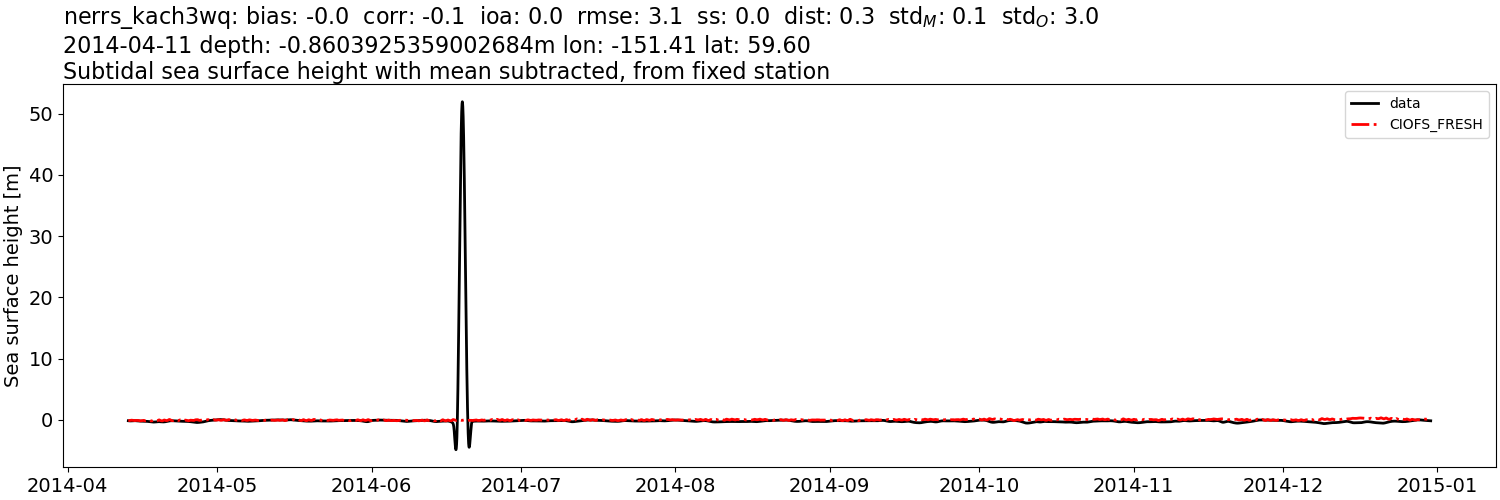 nerrs_kach3wq: bias: -0.0  corr: -0.1  ioa: 0.0  rmse: 3.1  ss: 0.0  dist: 0.3  std_M: 0.1  std_O: 3.0
2014-04-11 depth: -0.8603925359002684m lon: -151.41 lat: 59.60
Subtidal sea surface height with mean subtracted, from fixed station
data
CIOFS_FRESH
Sea surface height [m]
50
40
30
20
10
0
2014-04
2014-05
2014-06
2014-07
2014-08
2014-09
2014-10
2014-11
2014-12
2015-01